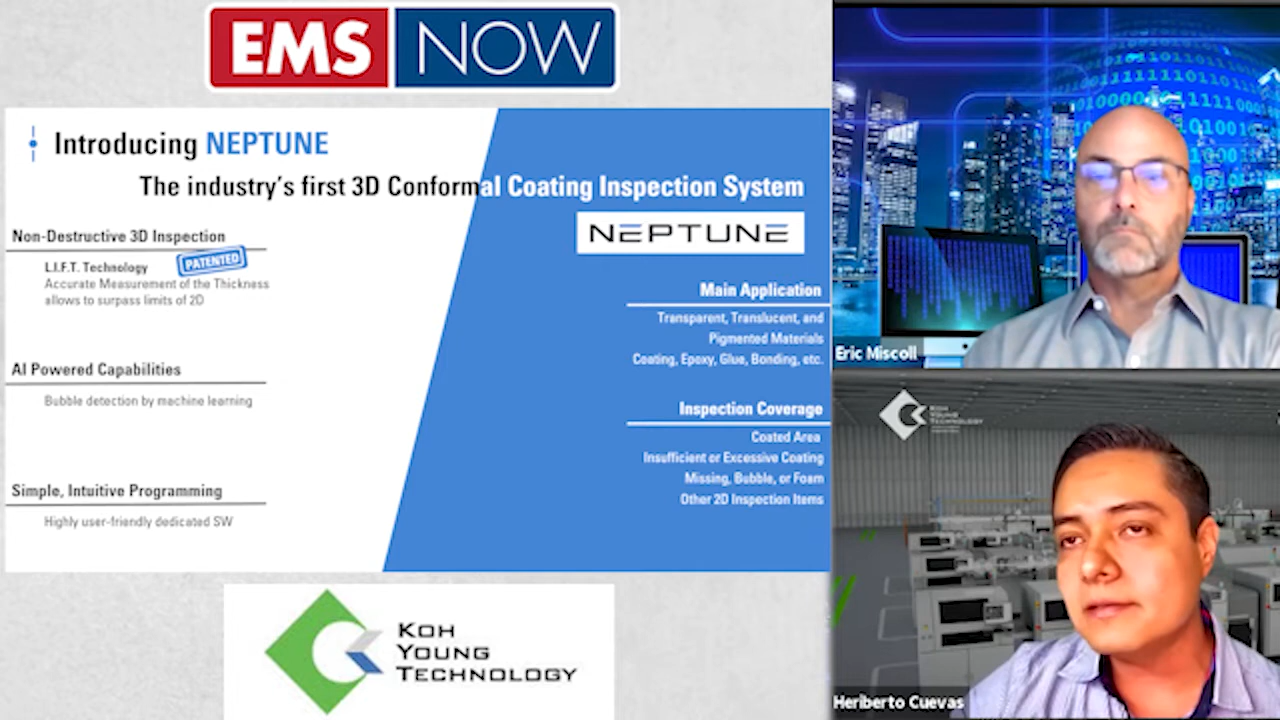 EMS NOW
Introducing NEPTUNE
The industry's first 3D Conformal Coating Inspection System
NEPTUNE
Non-Destructive 3D Inspection
L.I.F.T. Technology
PATENTED
Accurate Measurement of the Thickness
allows to surpass limits of 2D
AI Powered Capabilities
Bubble detection by machine learning
Simple, Intuitive Programming
Highly user-friendly dedicated SW
Main Application
Transparent, Translucent, and
Pigmented Materials
Coating, Epoxy, Glue, Bonding, etc.
Inspection Coverage
Coated Area
Insufficient or Excessive Coating
Missing, Bubble, or Foam
Other 2D Inspection Items
KOH
YOUNG
TECHNOLOGY
Eric Miscoll
KOH
YOUNG
TECHNOLOGY
Heriberto Cuevas